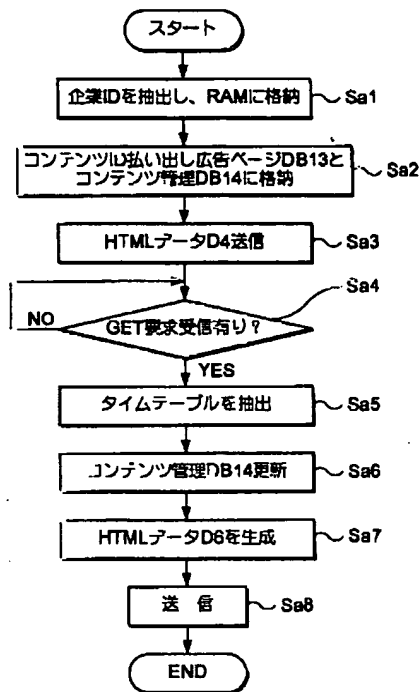 スタート
企業IDを抽出し、RAMに格納
Sa1
コンテンツID払い出し広告ページDB13と
コンテンツ管理DB14に格納
Sa2
HTMLデータD4送信
Sa3
Sa4
GET要求受信有り?
NO
YES
タイムテーブルを抽出
Sa5
コンテンツ管理DB14更新
Sa6
HTMLデータD6を生成
Sa7
送 信
Sa8
END